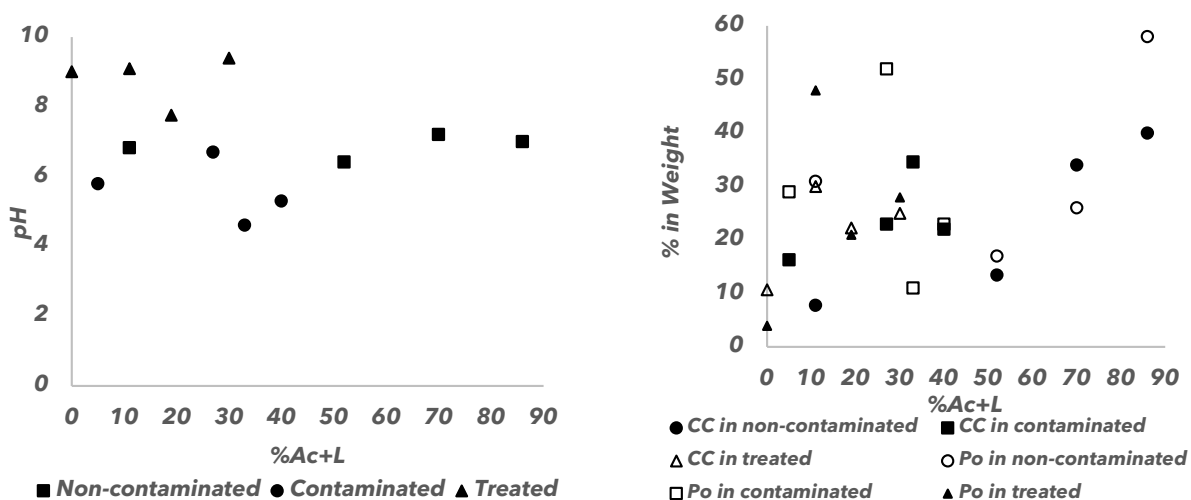 10
8
6
4
2
0
pH
0 10 20 30 40 50 60 70 80 90
%Ac+L
Non-contaminated Contaminated Treated
60
50
40
30
20
10
0
% in Weight
0 10 20 30 40 50 60 70 80 90
%Ac+L
CC in non-contaminated CC in contaminated
CC in treated Po in non-contaminated
Po in contaminated Po in treated